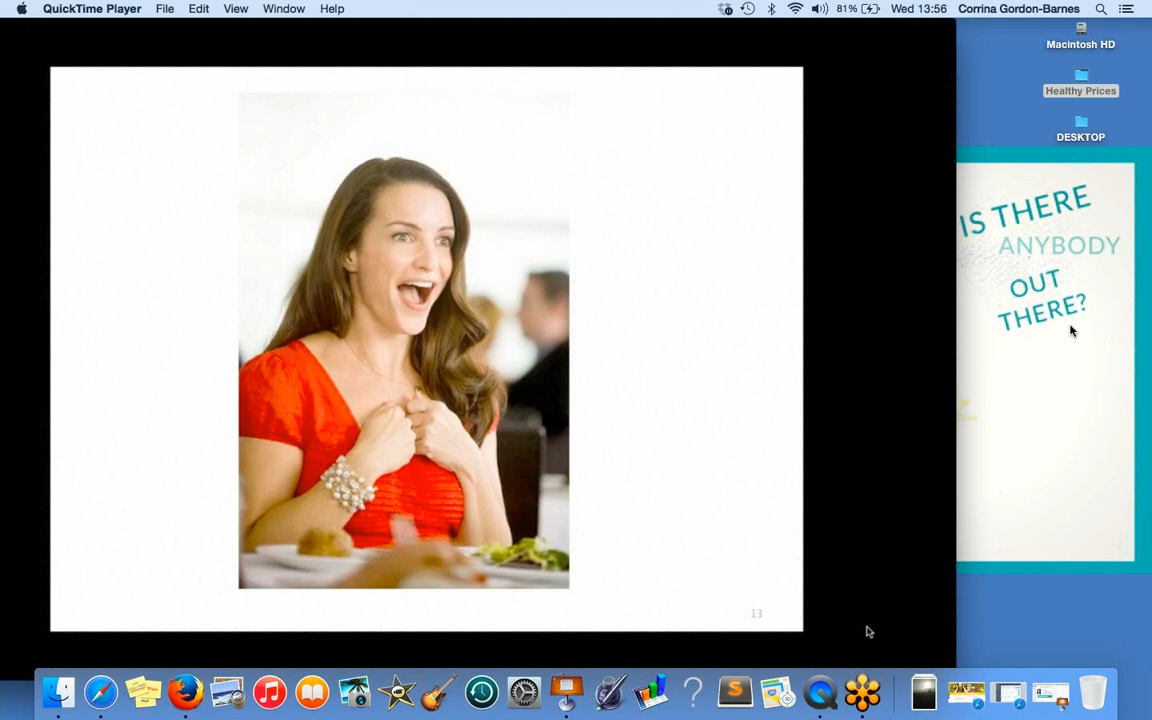 QuickTime Player File Edit View Window Help 81% Wed 13:56 Corrina Gordon-Barnes
Macintosh HD
Healthy Prices
DESKTOP
IS THERE
ANYBODY
OUT
THERE?
13